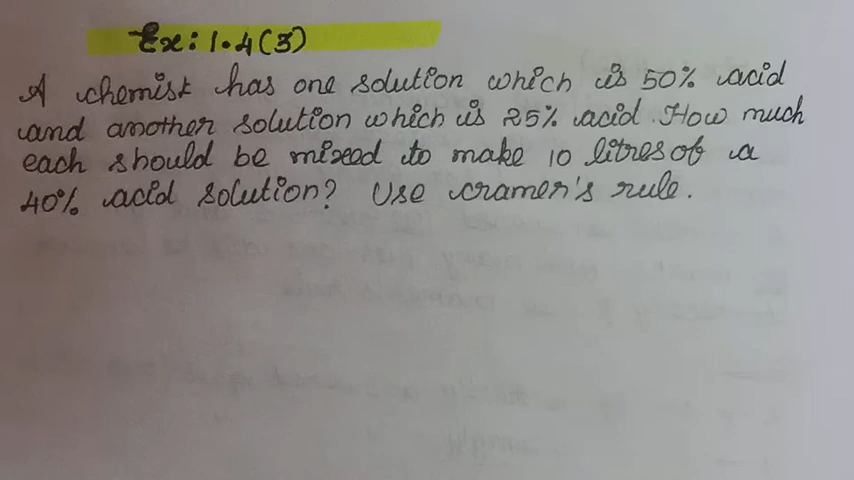 Ex: 1.4(3)
A chemist has one solution which is 50% acid
and another solution which is 25% acid. How much
each should be mixed to make 10 litres of a
40% acid solution? Use cramer's rule.